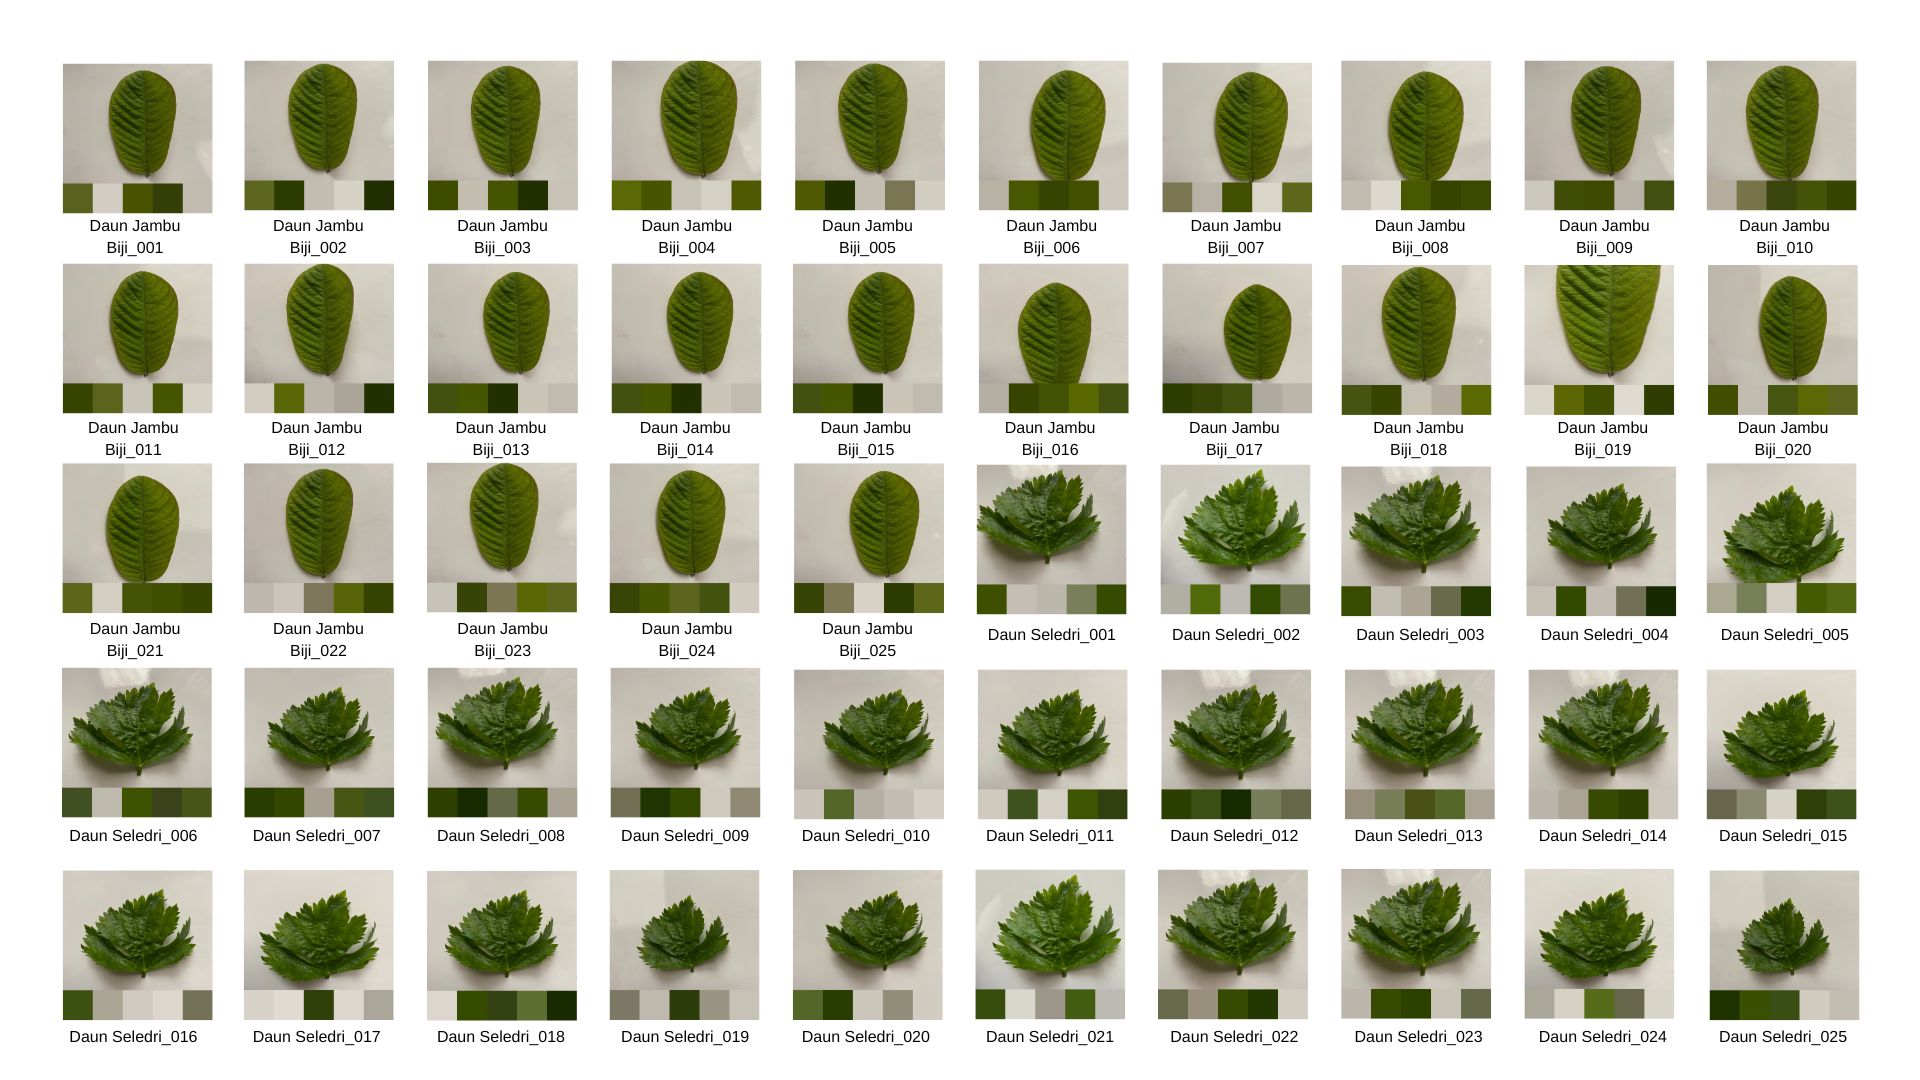 Daun Jambu
Biji_001
Daun Jambu
Biji_002
Daun Jambu
Biji_003
Daun Jambu
Biji_004
Daun Jambu
Biji_005
Daun Jambu
Biji_006
Daun Jambu
Biji_007
Daun Jambu
Biji_008
Daun Jambu
Biji_009
Daun Jambu
Biji_010
Daun Jambu
Biji_011
Daun Jambu
Biji_012
Daun Jambu
Biji_013
Daun Jambu
Biji_014
Daun Jambu
Biji_015
Daun Jambu
Biji_016
Daun Jambu
Biji_017
Daun Jambu
Biji_018
Daun Jambu
Biji_019
Daun Jambu
Biji_020
Daun Jambu
Biji_021
Daun Jambu
Biji_022
Daun Jambu
Biji_023
Daun Jambu
Biji_024
Daun Jambu
Biji_025
Daun Seledri_001
Daun Seledri_002
Daun Seledri_003
Daun Seledri_004
Daun Seledri_005
Daun Seledri_006
Daun Seledri_007
Daun Seledri_008
Daun Seledri_009
Daun Seledri_010
Daun Seledri_011
Daun Seledri_012
Daun Seledri_013
Daun Seledri_014
Daun Seledri_015
Daun Seledri_016
Daun Seledri_017
Daun Seledri_018
Daun Seledri_019
Daun Seledri_020
Daun Seledri_021
Daun Seledri_022
Daun Seledri_023
Daun Seledri_024
Daun Seledri_025